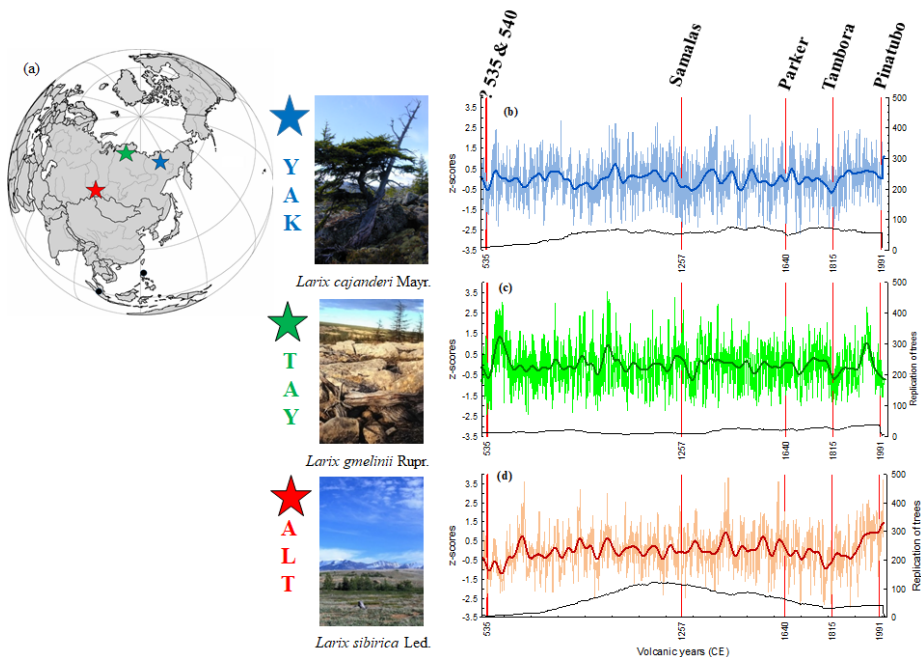 ? 535 & 540
Samalas
Parker
Tambora
Pinatubo
(a)
Y
A
K
Larix cajanderi Mayr.
T
A
Y
Larix gmelinii Rupr.
A
L
T
Larix sibirica Led.
(b)
z-scores
3.5
2.5
1.5
0.5
-0.5
-1.5
-2.5
-3.5
500
400
300
200
100
0
535
1257
1640
1815
1991
(c)
z-scores
3.5
2.5
1.5
0.5
-0.5
-1.5
-2.5
-3.5
500
400
300
200
100
0
Replication of trees
535
1257
1640
1815
1991
(d)
z-scores
3.5
2.5
1.5
0.5
-0.5
-1.5
-2.5
-3.5
500
400
300
200
100
0
Replication of trees
535
1257
1640
1815
1991
Volcanic years (CE)